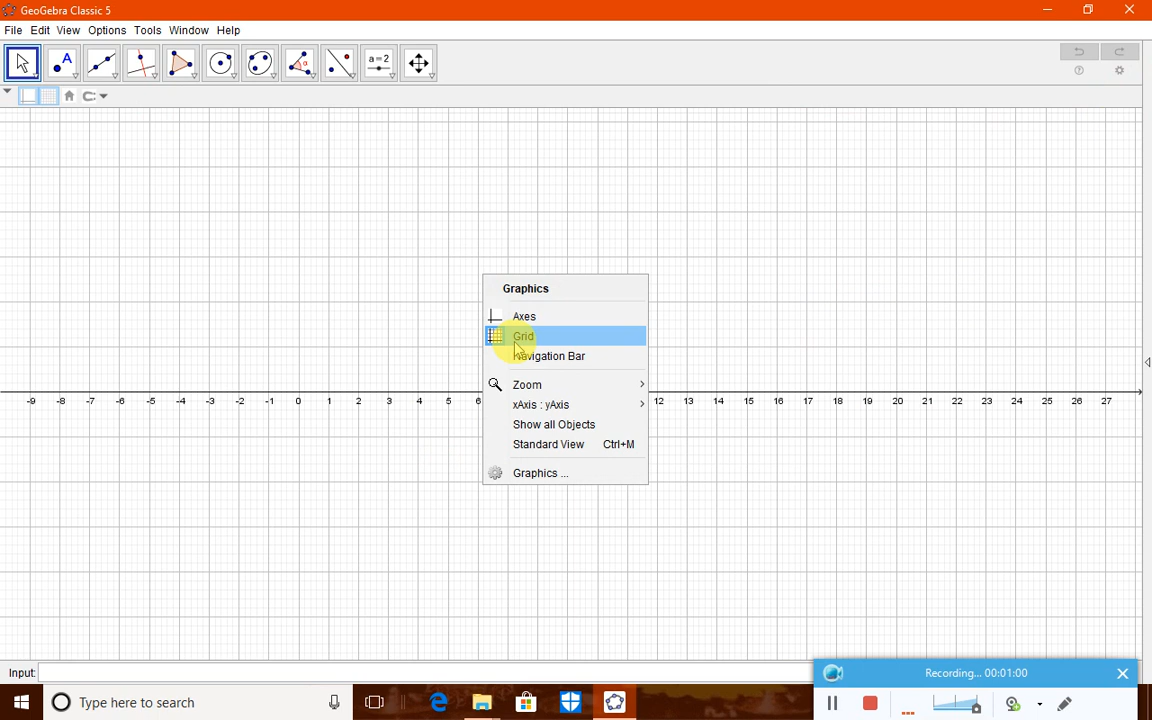 GeoGebra Classic 5
File Edit View Options Tools Window Help
A
α
a=2
Graphics
Axes
Grid
Navigation Bar
Zoom
xAxis : yAxis
Show all Objects
Standard View Ctrl+M
Graphics ...
-9 -8 -7 -6 -5 -4 -3 -2 -1 0 1 2 3 4 5 6 12 13 14 15 16 17 18 19 20 21 22 23 24 25 26 27
Input:
Recording... 00:01:00
Type here to search